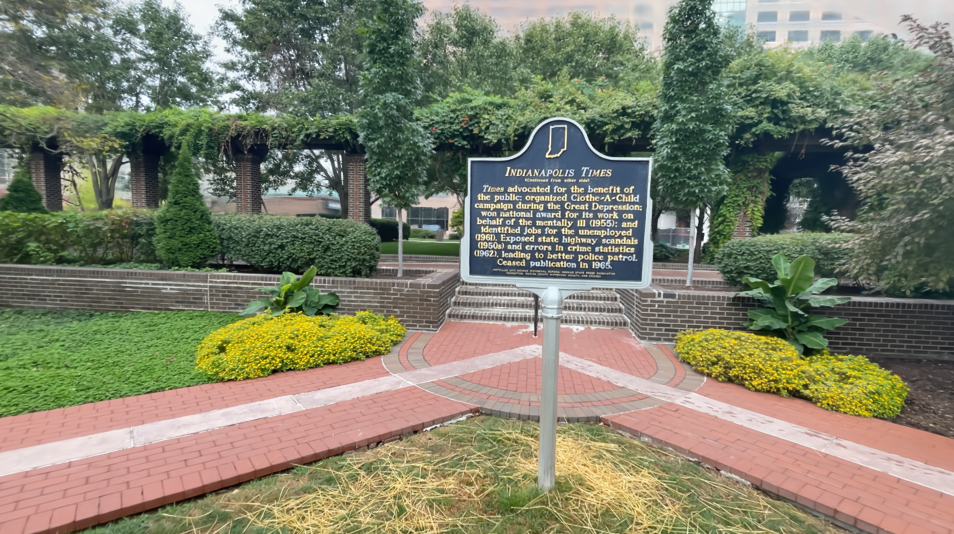 INDIANAPOLIS TIMES
(Continued from other side)
Times advocated for the benefit of
the public; organized Clothe-A-Child
campaign during the Great Depression;
won national award for its work on
behalf of the mentally ill (1955); and
identified jobs for the unemployed
(1961). Exposed state highway scandals
(1950s) and errors in crime statistics
(1962), leading to better police patrol.
Ceased publication in 1965.